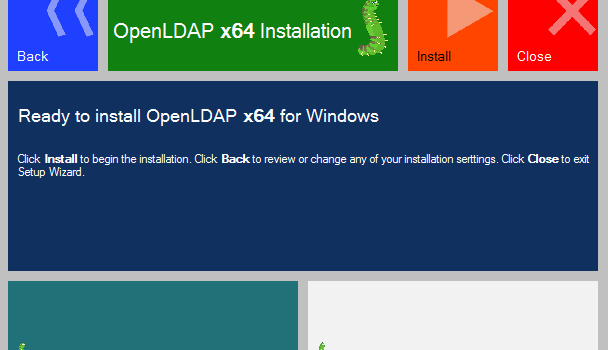 Back
OpenLDAP x64 Installation
Install
Close
Ready to install OpenLDAP x64 for Windows
Click Install to begin the installation. Click Back to review or change any of your installation serttings. Click Close to exit
Setup Wizard.